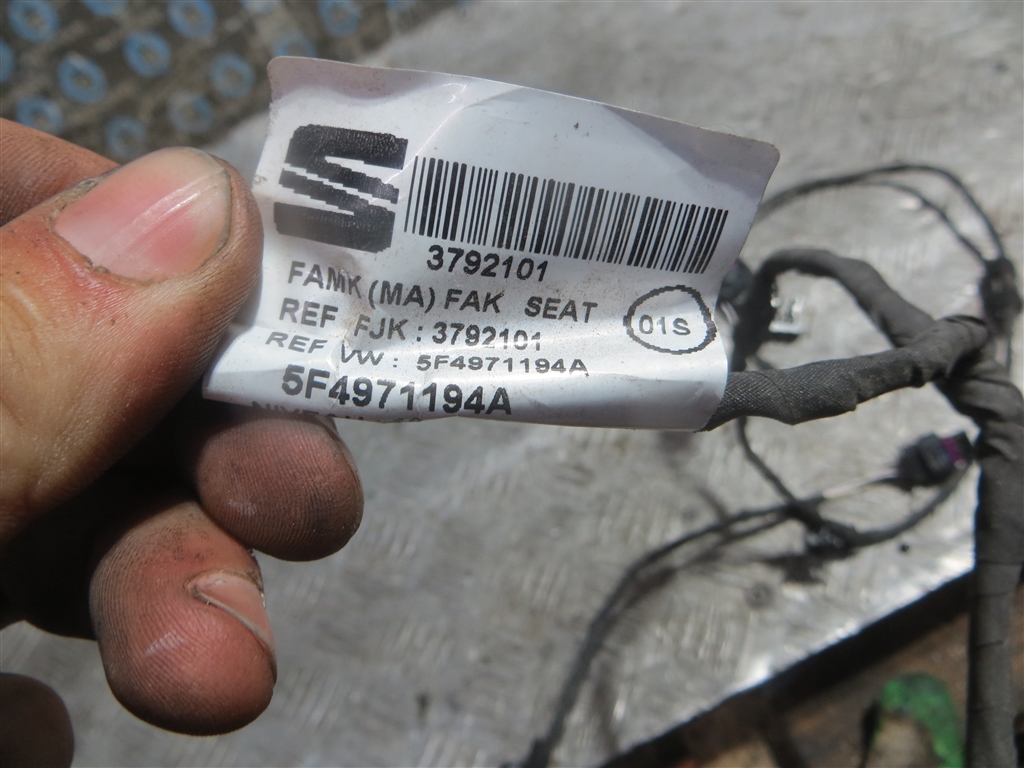 3792101
FAMK (MA) FAK SEAT
REF FJK : 3792101
01S
REF VW : 5F4971194A
5F4971194A